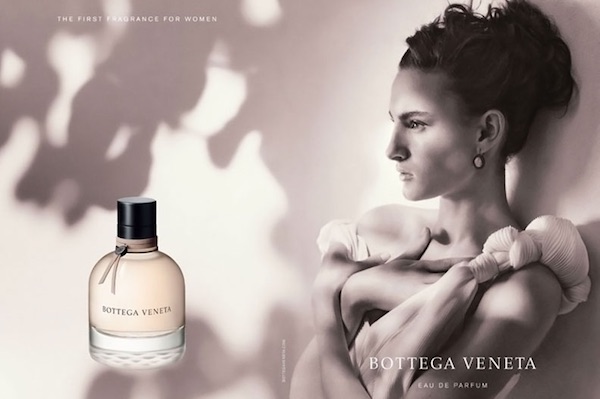 THE FIRST FRAGRANCE FOR WOMEN
BOTTEGA VENETA
BOTTEGA VENETA
EAU DE PARFUM